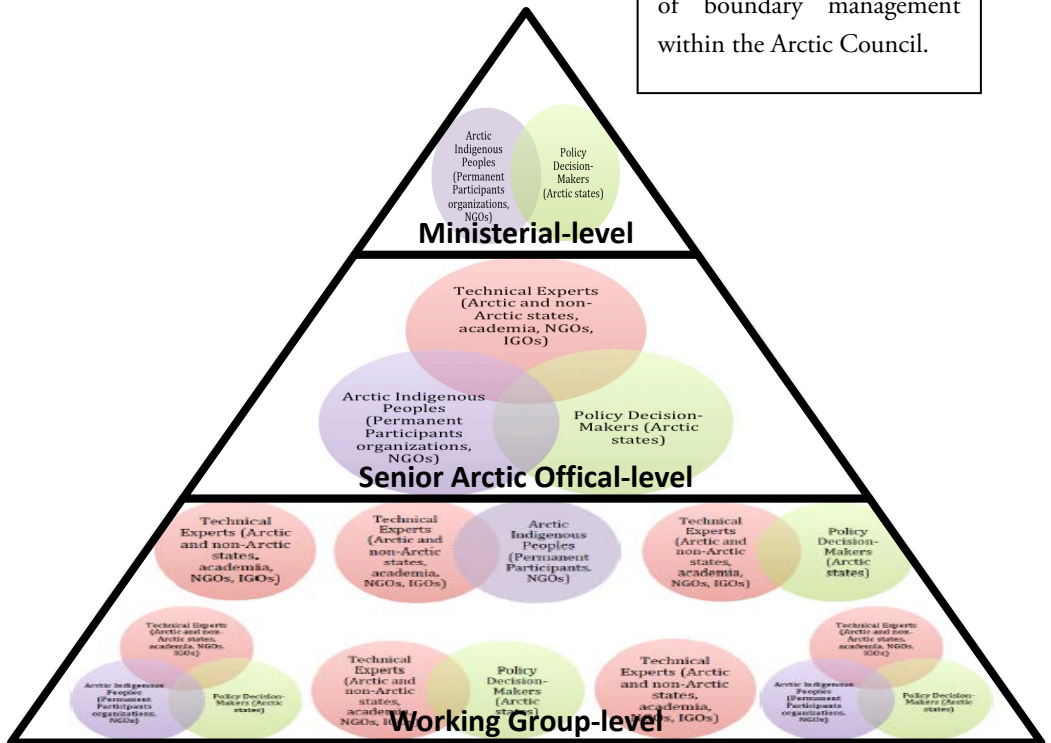 of boundary management
within the Arctic Council.
Arctic
Indigenous
Peoples
(Permanent
Participants
organizations,
NGOs)
Policy
Decision-
Makers
(Arctic states)
Ministerial-level
Technical Experts
(Arctic and non-
Arctic states,
academia, NGOs,
IGOs)
Arctic Indigenous
Peoples
(Permanent
Participants
organizations,
NGOs)
Policy Decision-
Makers (Arctic
states)
Senior Arctic Offical-level
Technical
Experts (Arctic
and non-Arctic
states,
academia,
NGOs, IGOs)
Technical
Experts
(Arctic and
non-Arctic
states,
academia,
NGOs, IGOs)
Arctic
Indigenous
Peoples
(Permanent
Participants,
NGOs)
Technical
Experts
(Arctic and
non-Arctic
states,
academia,
NGOs, IGOs)
Policy
Decision-
Makers
(Arctic
states)
Technical Experts
(Arctic and non-
Arctic states,
academia, NGOs,
IGOs)
Arctic Indigenous
Peoples
(Permanent
Participants
organizations,
NGOs)
Policy Decision-
Makers (Arctic
states)
Technical
Experts
(Arctic and
non-Arctic
states,
academia,
NGOs, IGOs)
Policy
Decision-
Makers
(Arctic
states)
Technical
Experts (Arctic
and non-Arctic
states,
academia,
NGOs, IGOs)
Technical Experts
(Arctic and non-
Arctic states,
academia, NGOs,
IGOs)
Arctic Indigenous
Peoples
(Permanent
Participants
organizations,
NGOs)
Policy Decision-
Makers (Arctic
states)
Working Group-level